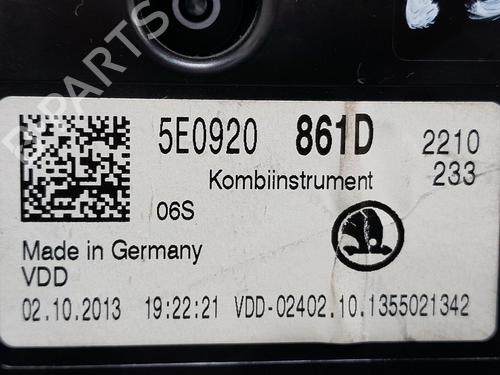 B-PARTS
5E0920 861D 2210
Kombiinstrument 233
06S
Made in Germany
VDD
02.10.2013 19:22:21 VDD-02402.10.1355021342